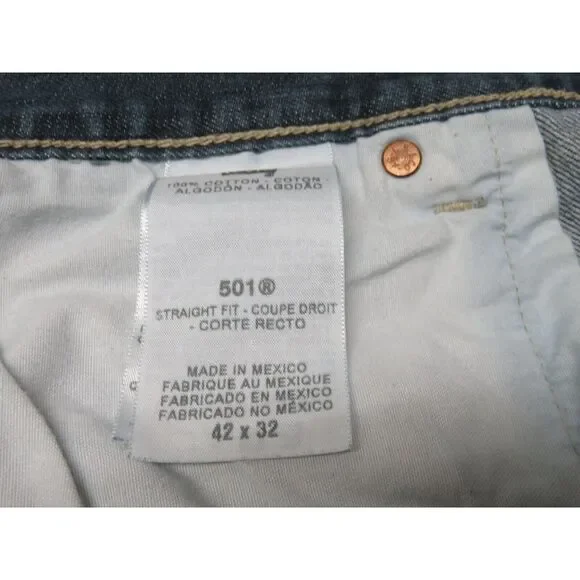 100% COTTON - COTON -
ALGODÓN - ALGODÃO
501®
STRAIGHT FIT - COUPE DROIT
- CORTE RECTO
MADE IN MEXICO
FABRIQUE AU MEXIQUE
FABRICADO EN MEXICO
FABRICADO NO MÉXICO
42 x 32